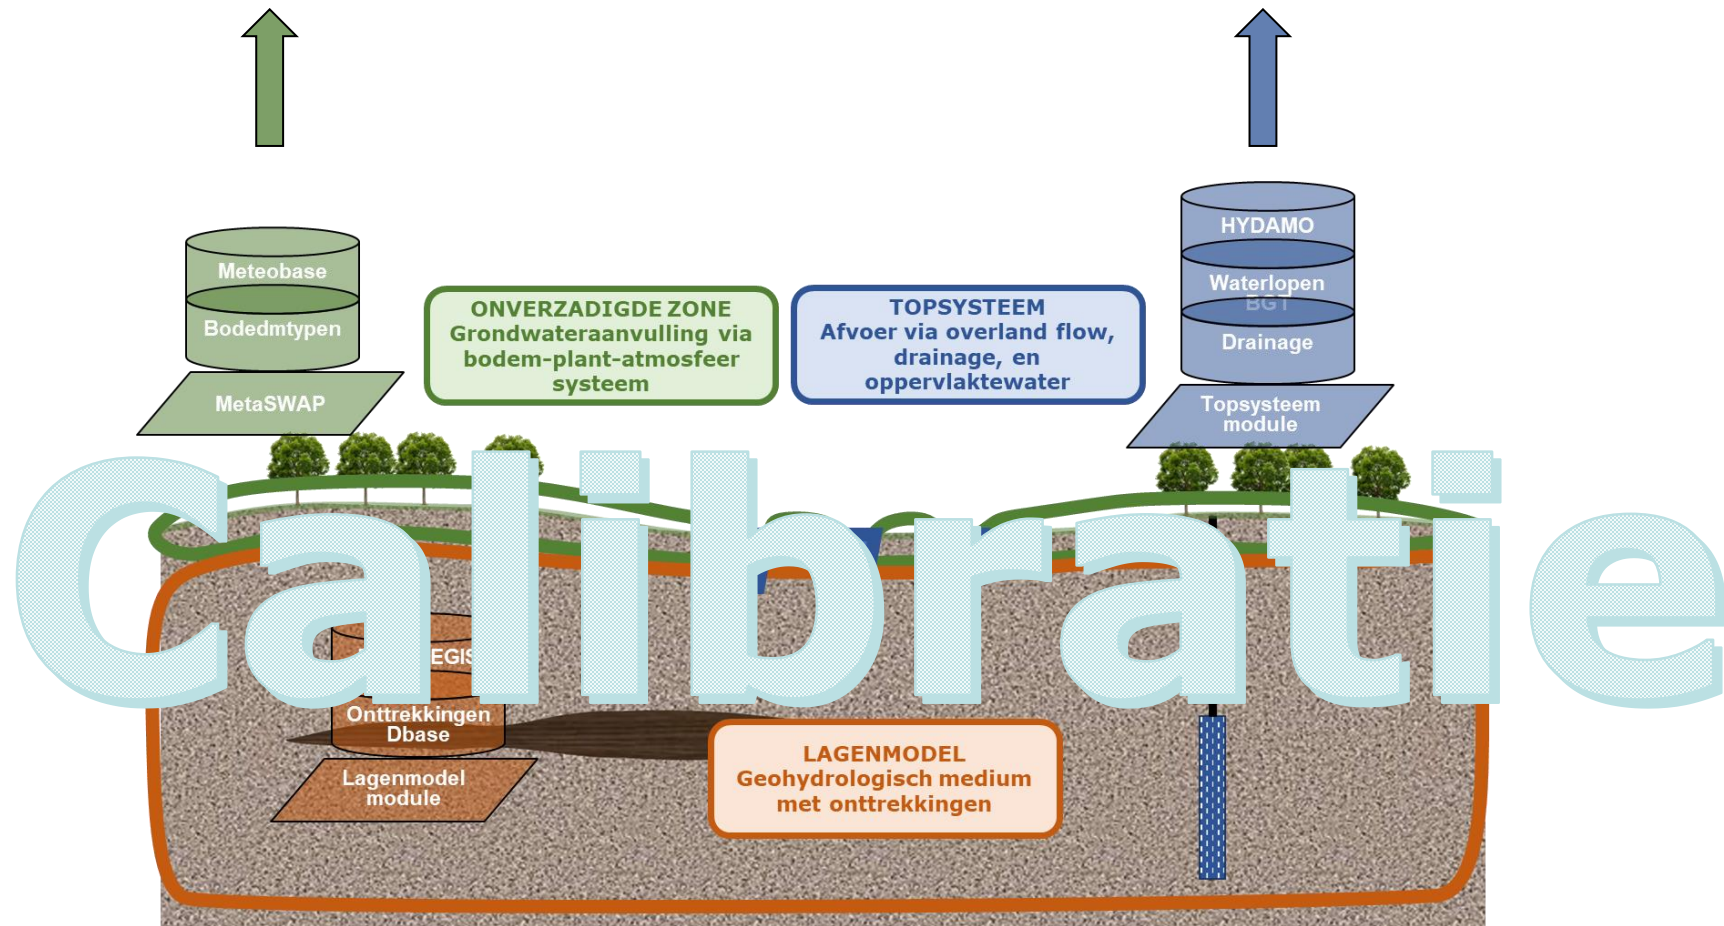 HYDAMO
Meteobase
Waterlopen
BGT
Bodedmtypen
Drainage
MetaSWAP
ONVERZADIGDE ZONE
Grondwateraanvulling via
bodem-plant-atmosfeer
systeem
TOPSYSTEEM
Afvoer via overland flow,
drainage, en
oppervlaktewater
Topsysteem
module
Calibratie
Onttrekkingen
Dbase
Lagenmodel
module
LAGENMODEL
Geohydrologisch medium
met onttrekkingen